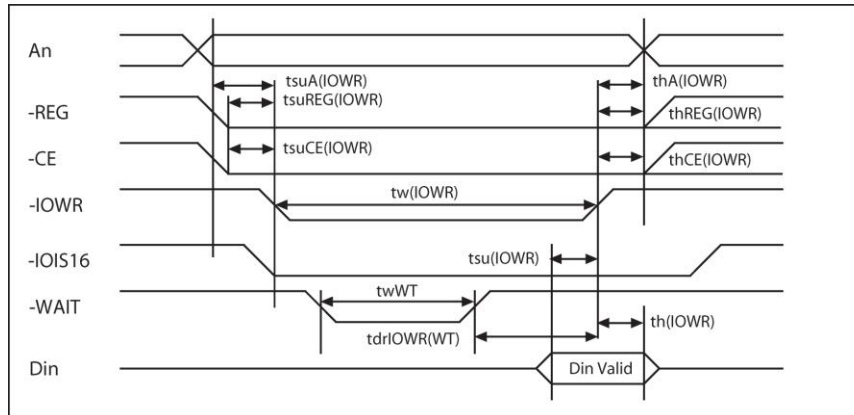 An
tsuA(IOWR)
thA(IOWR)
tsuREG(IOWR)
-REG
thREG(IOWR)
tsuCE(IOWR)
-CE
thCE(IOWR)
tw(IOWR)
-IOWR
tsu(IOWR)
-IOIS16
twWT
-WAIT
th(IOWR)
tdrIOWR(WT)
Din
Din Valid